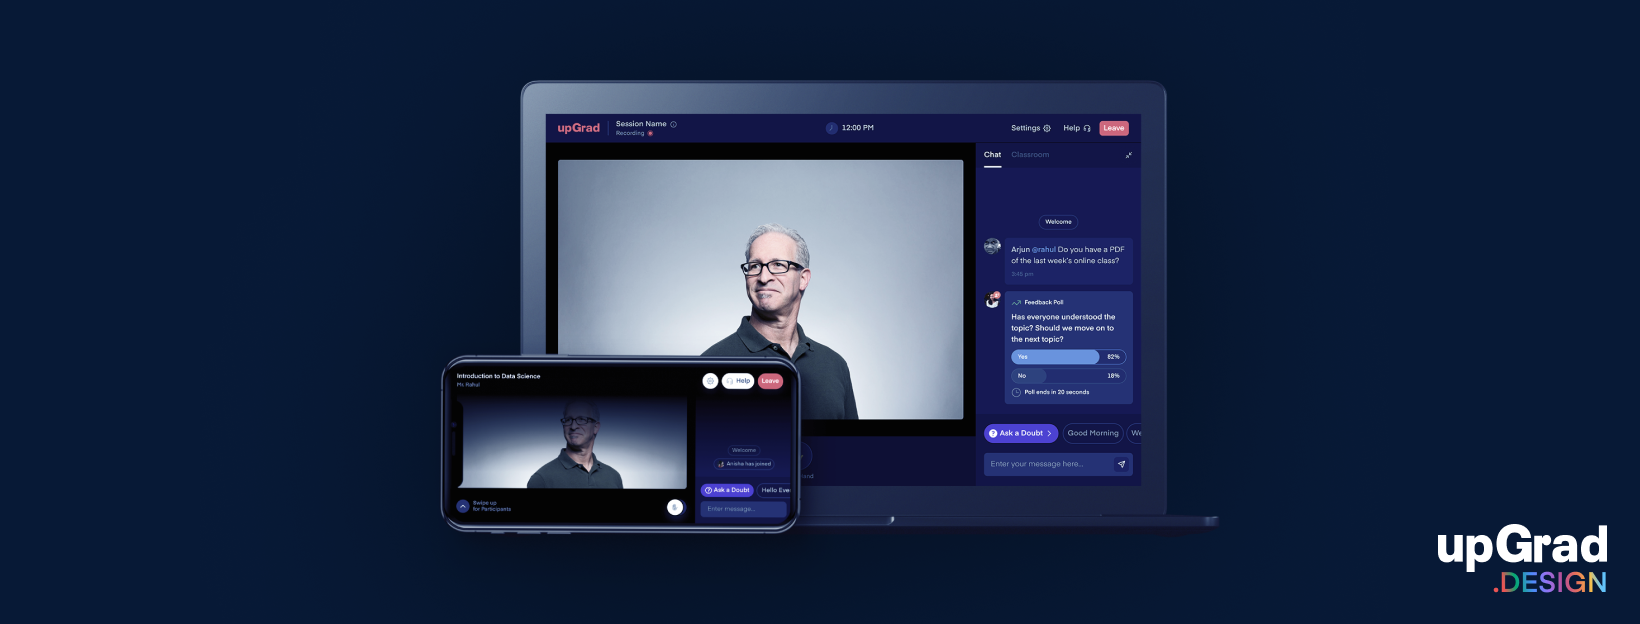 upGrad
Session Name
Recording
12:00 PM
Settings
Help
Leave
Chat
Classroom
Welcome
Arjun @rahul Do you have a PDF
of the last week's online class?
3:45 pm
Feedback Poll
Has everyone understood the
topic? Should we move on to
the next topic?
Yes
82%
No
18%
Poll ends in 20 seconds
Ask a Doubt
Good Morning
We
Enter your message here...
Introduction to Data Science
Mr. Rahul
Help
Leave
Welcome
Anisha has joined
Ask a Doubt
Hello Eve
Enter message...
Swipe up
for Participants
upGrad
.DESIGN